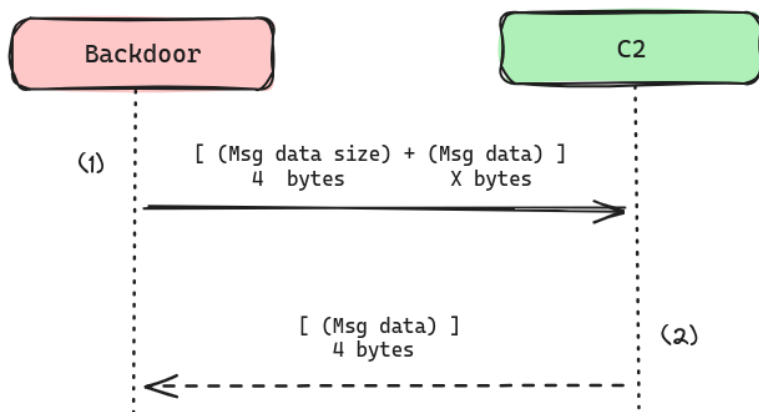 Backdoor
C2
(1)
[ (Msg data size) + (Msg data) ]
4 bytes X bytes
[ (Msg data) ]
4 bytes
(2)